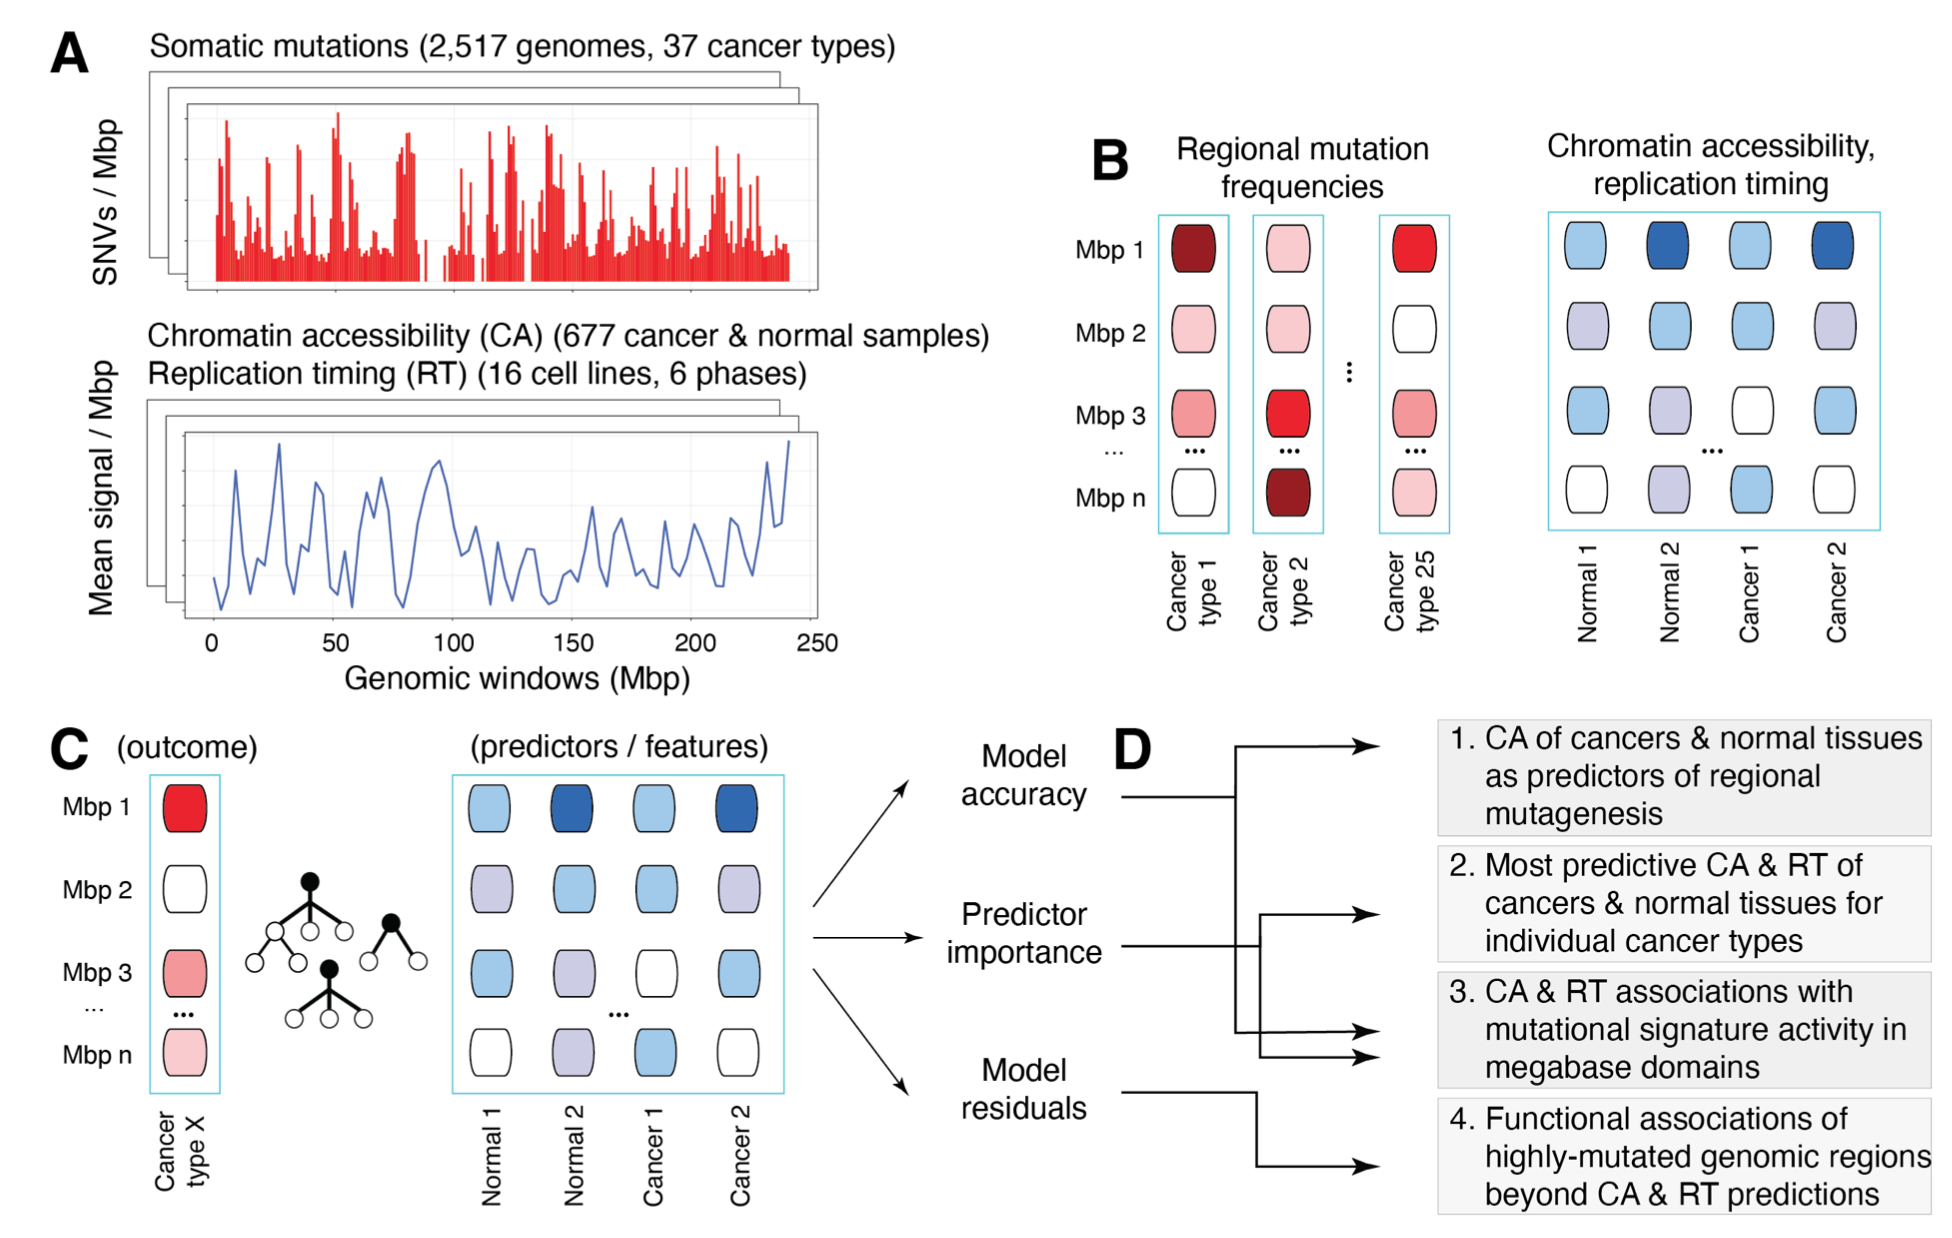 A
Somatic mutations (2,517 genomes, 37 cancer types)
SNVs / Mbp
Chromatin accessibility (CA) (677 cancer & normal samples)
Replication timing (RT) (16 cell lines, 6 phases)
Mean signal / Mbp
0 50 100 150 200 250
Genomic windows (Mbp)
B
Regional mutation
frequencies
Chromatin accessibility,
replication timing
Mbp 1
Mbp 2
Mbp 3
...
Mbp n
...
... ... ...
...
Cancer
type 1
Cancer
type 2
Cancer
type 25
Normal 1
Normal 2
Cancer 1
Cancer 2
C
(outcome)
(predictors / features)
Mbp 1
Mbp 2
Mbp 3
...
Mbp n
...
...
Cancer
type X
Normal 1
Normal 2
Cancer 1
Cancer 2
Model
accuracy
Predictor
importance
Model
residuals
D
1. CA of cancers & normal tissues
as predictors of regional
mutagenesis
2. Most predictive CA & RT of
cancers & normal tissues for
individual cancer types
3. CA & RT associations with
mutational signature activity in
megabase domains
4. Functional associations of
highly-mutated genomic regions
beyond CA & RT predictions